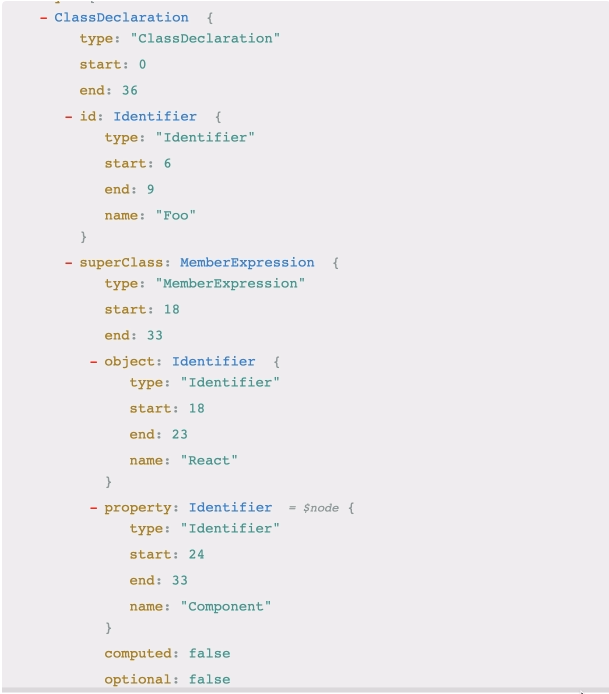 - ClassDeclaration {
type: "ClassDeclaration"
start: 0
end: 36
- id: Identifier {
type: "Identifier"
start: 6
end: 9
name: "Foo"
}
- superClass: MemberExpression {
type: "MemberExpression"
start: 18
end: 33
- object: Identifier {
type: "Identifier"
start: 18
end: 23
name: "React"
}
- property: Identifier = $node {
type: "Identifier"
start: 24
end: 33
name: "Component"
}
computed: false
optional: false